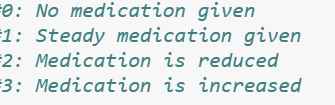 #0: No medication given
#1: Steady medication given
#2: Medication is reduced
#3: Medication is increased